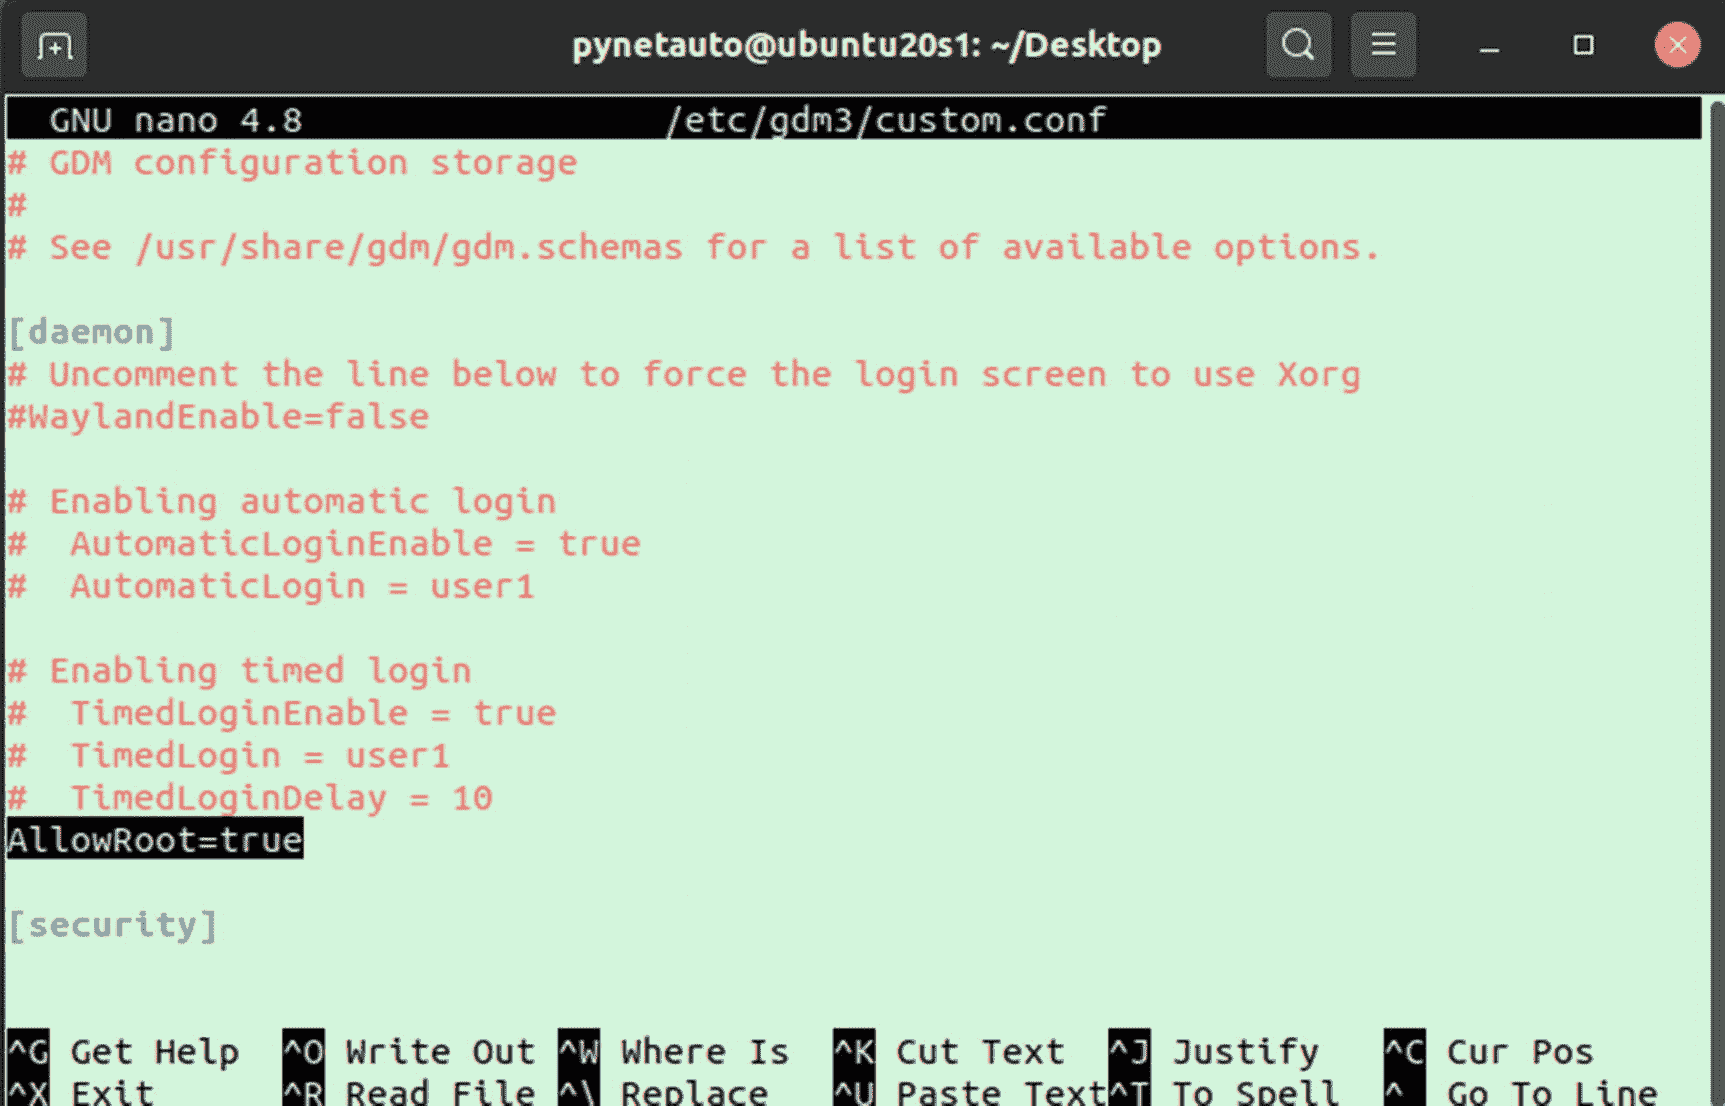 pynetauto@ubuntu20s1: ~/Desktop
GNU nano 4.8 /etc/gdm3/custom.conf
# GDM configuration storage
#
# See /usr/share/gdm/gdm.schemas for a list of available options.
[daemon]
# Uncomment the line below to force the login screen to use Xorg
#WaylandEnable=false
# Enabling automatic login
#  AutomaticLoginEnable = true
#  AutomaticLogin = user1
# Enabling timed login
#  TimedLoginEnable = true
#  TimedLogin = user1
#  TimedLoginDelay = 10
AllowRoot=true
[security]
^G Get Help ^O Write Out ^W Where Is ^K Cut Text ^J Justify ^C Cur Pos
^X Exit ^R Read File ^\ Replace ^U Paste Text ^T To Spell ^ Go To Line